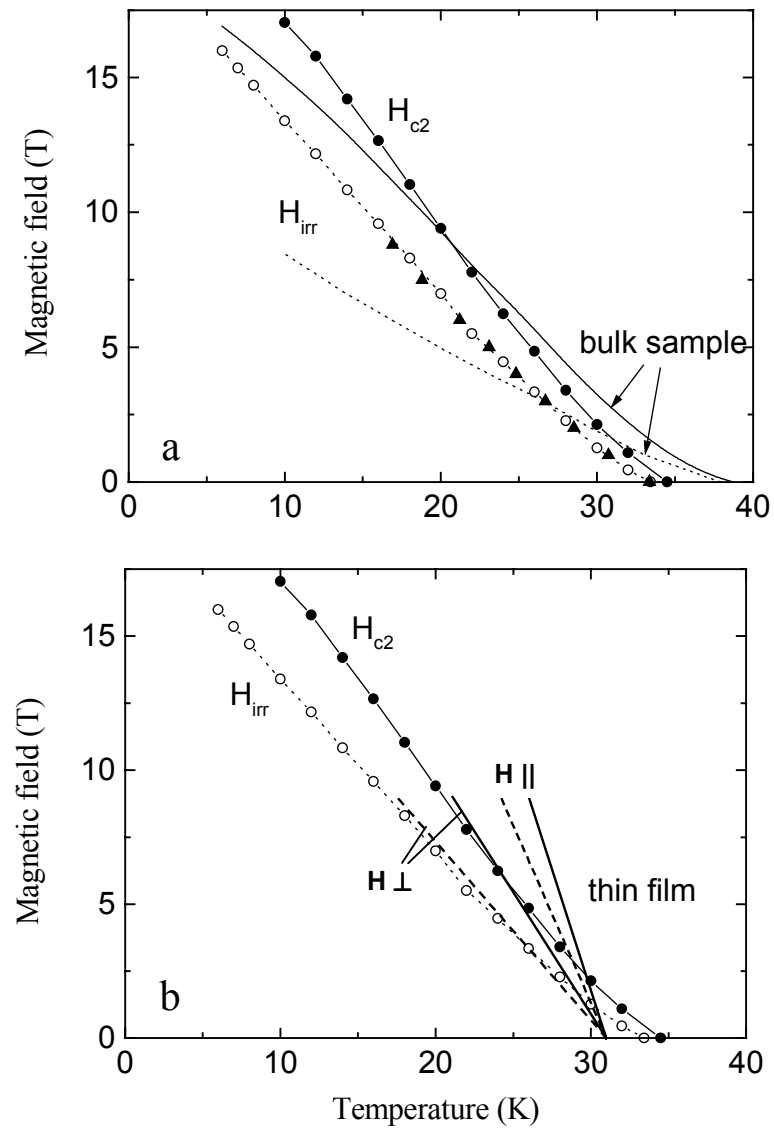 15
10
5
0
Magnetic field (T)
H_c2
H_irr
bulk sample
a
0 10 20 30 40
15
10
5
0
Magnetic field (T)
H_c2
H_irr
H ||
H ⊥
thin film
b
0 10 20 30 40
Temperature (K)